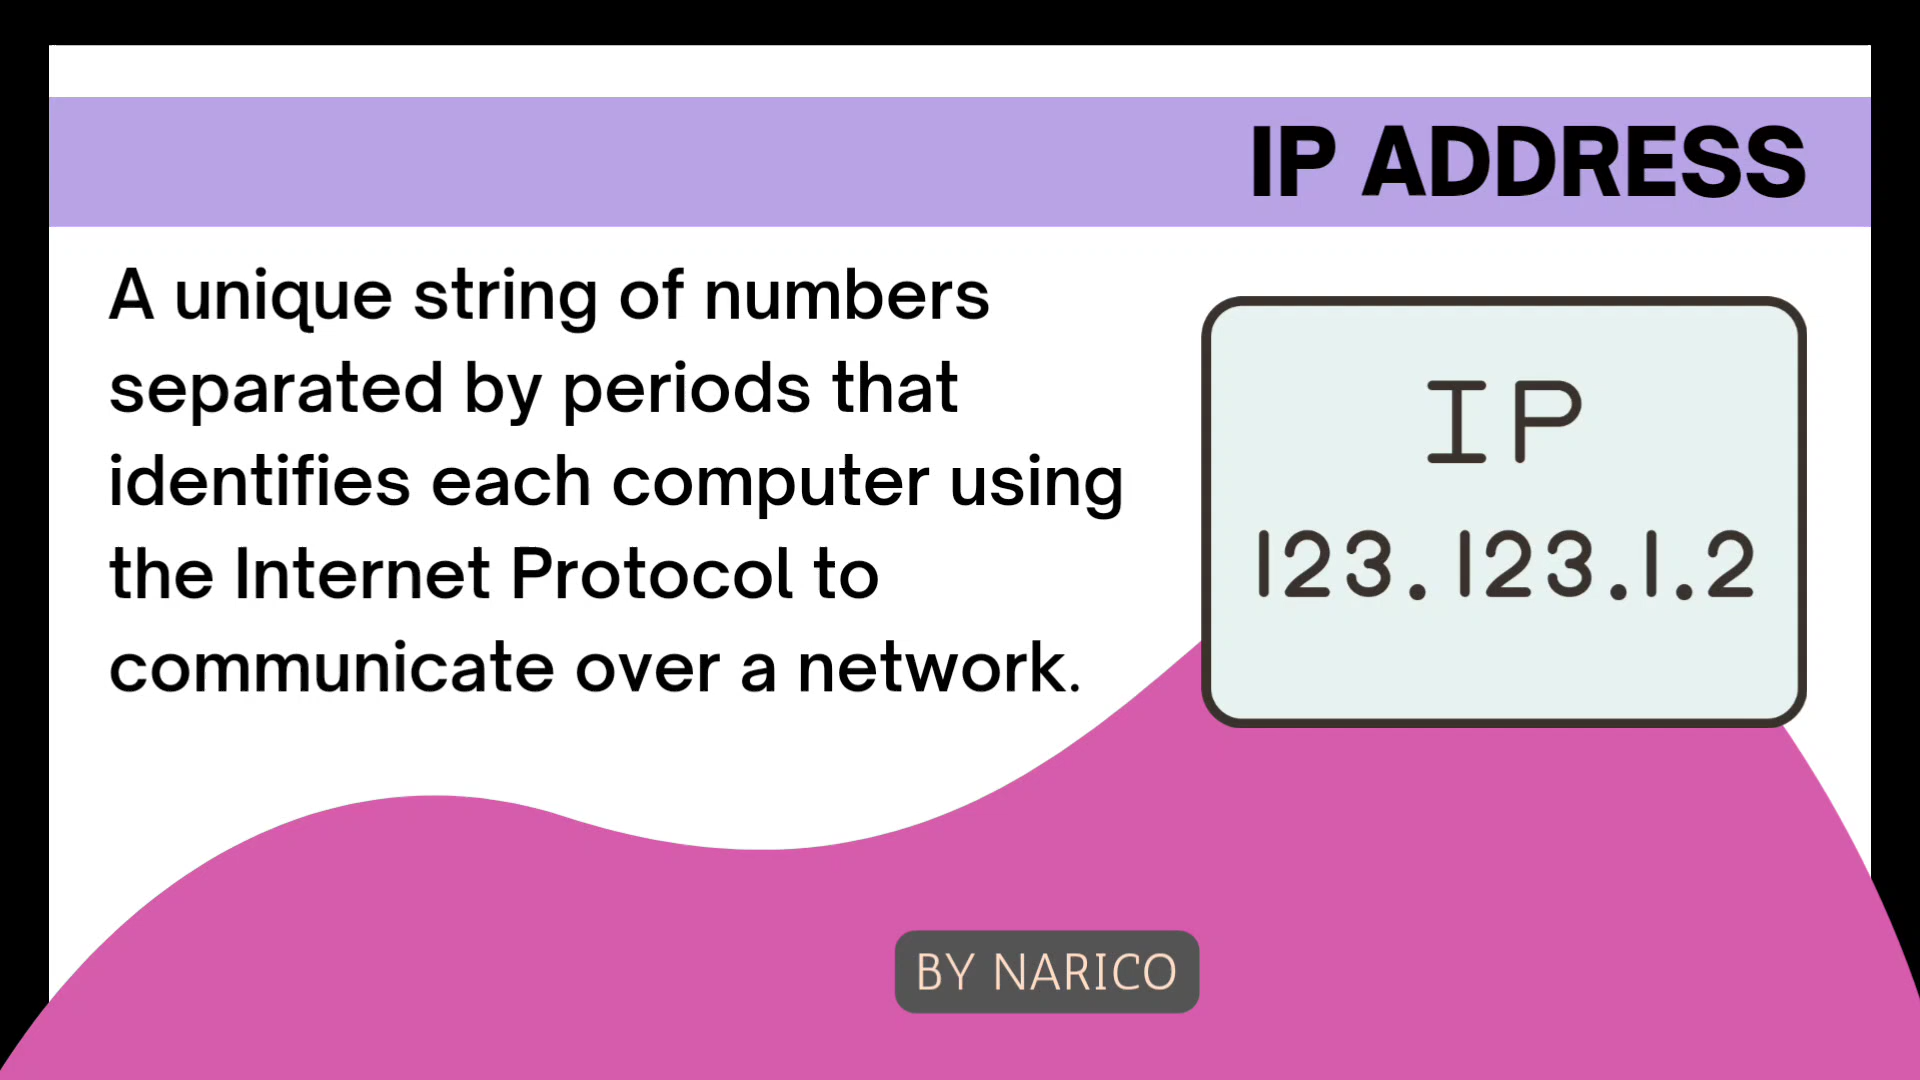 IP ADDRESS
A unique string of numbers
separated by periods that
identifies each computer using
the Internet Protocol to
communicate over a network.
IP
123.123.1.2
BY NARICO